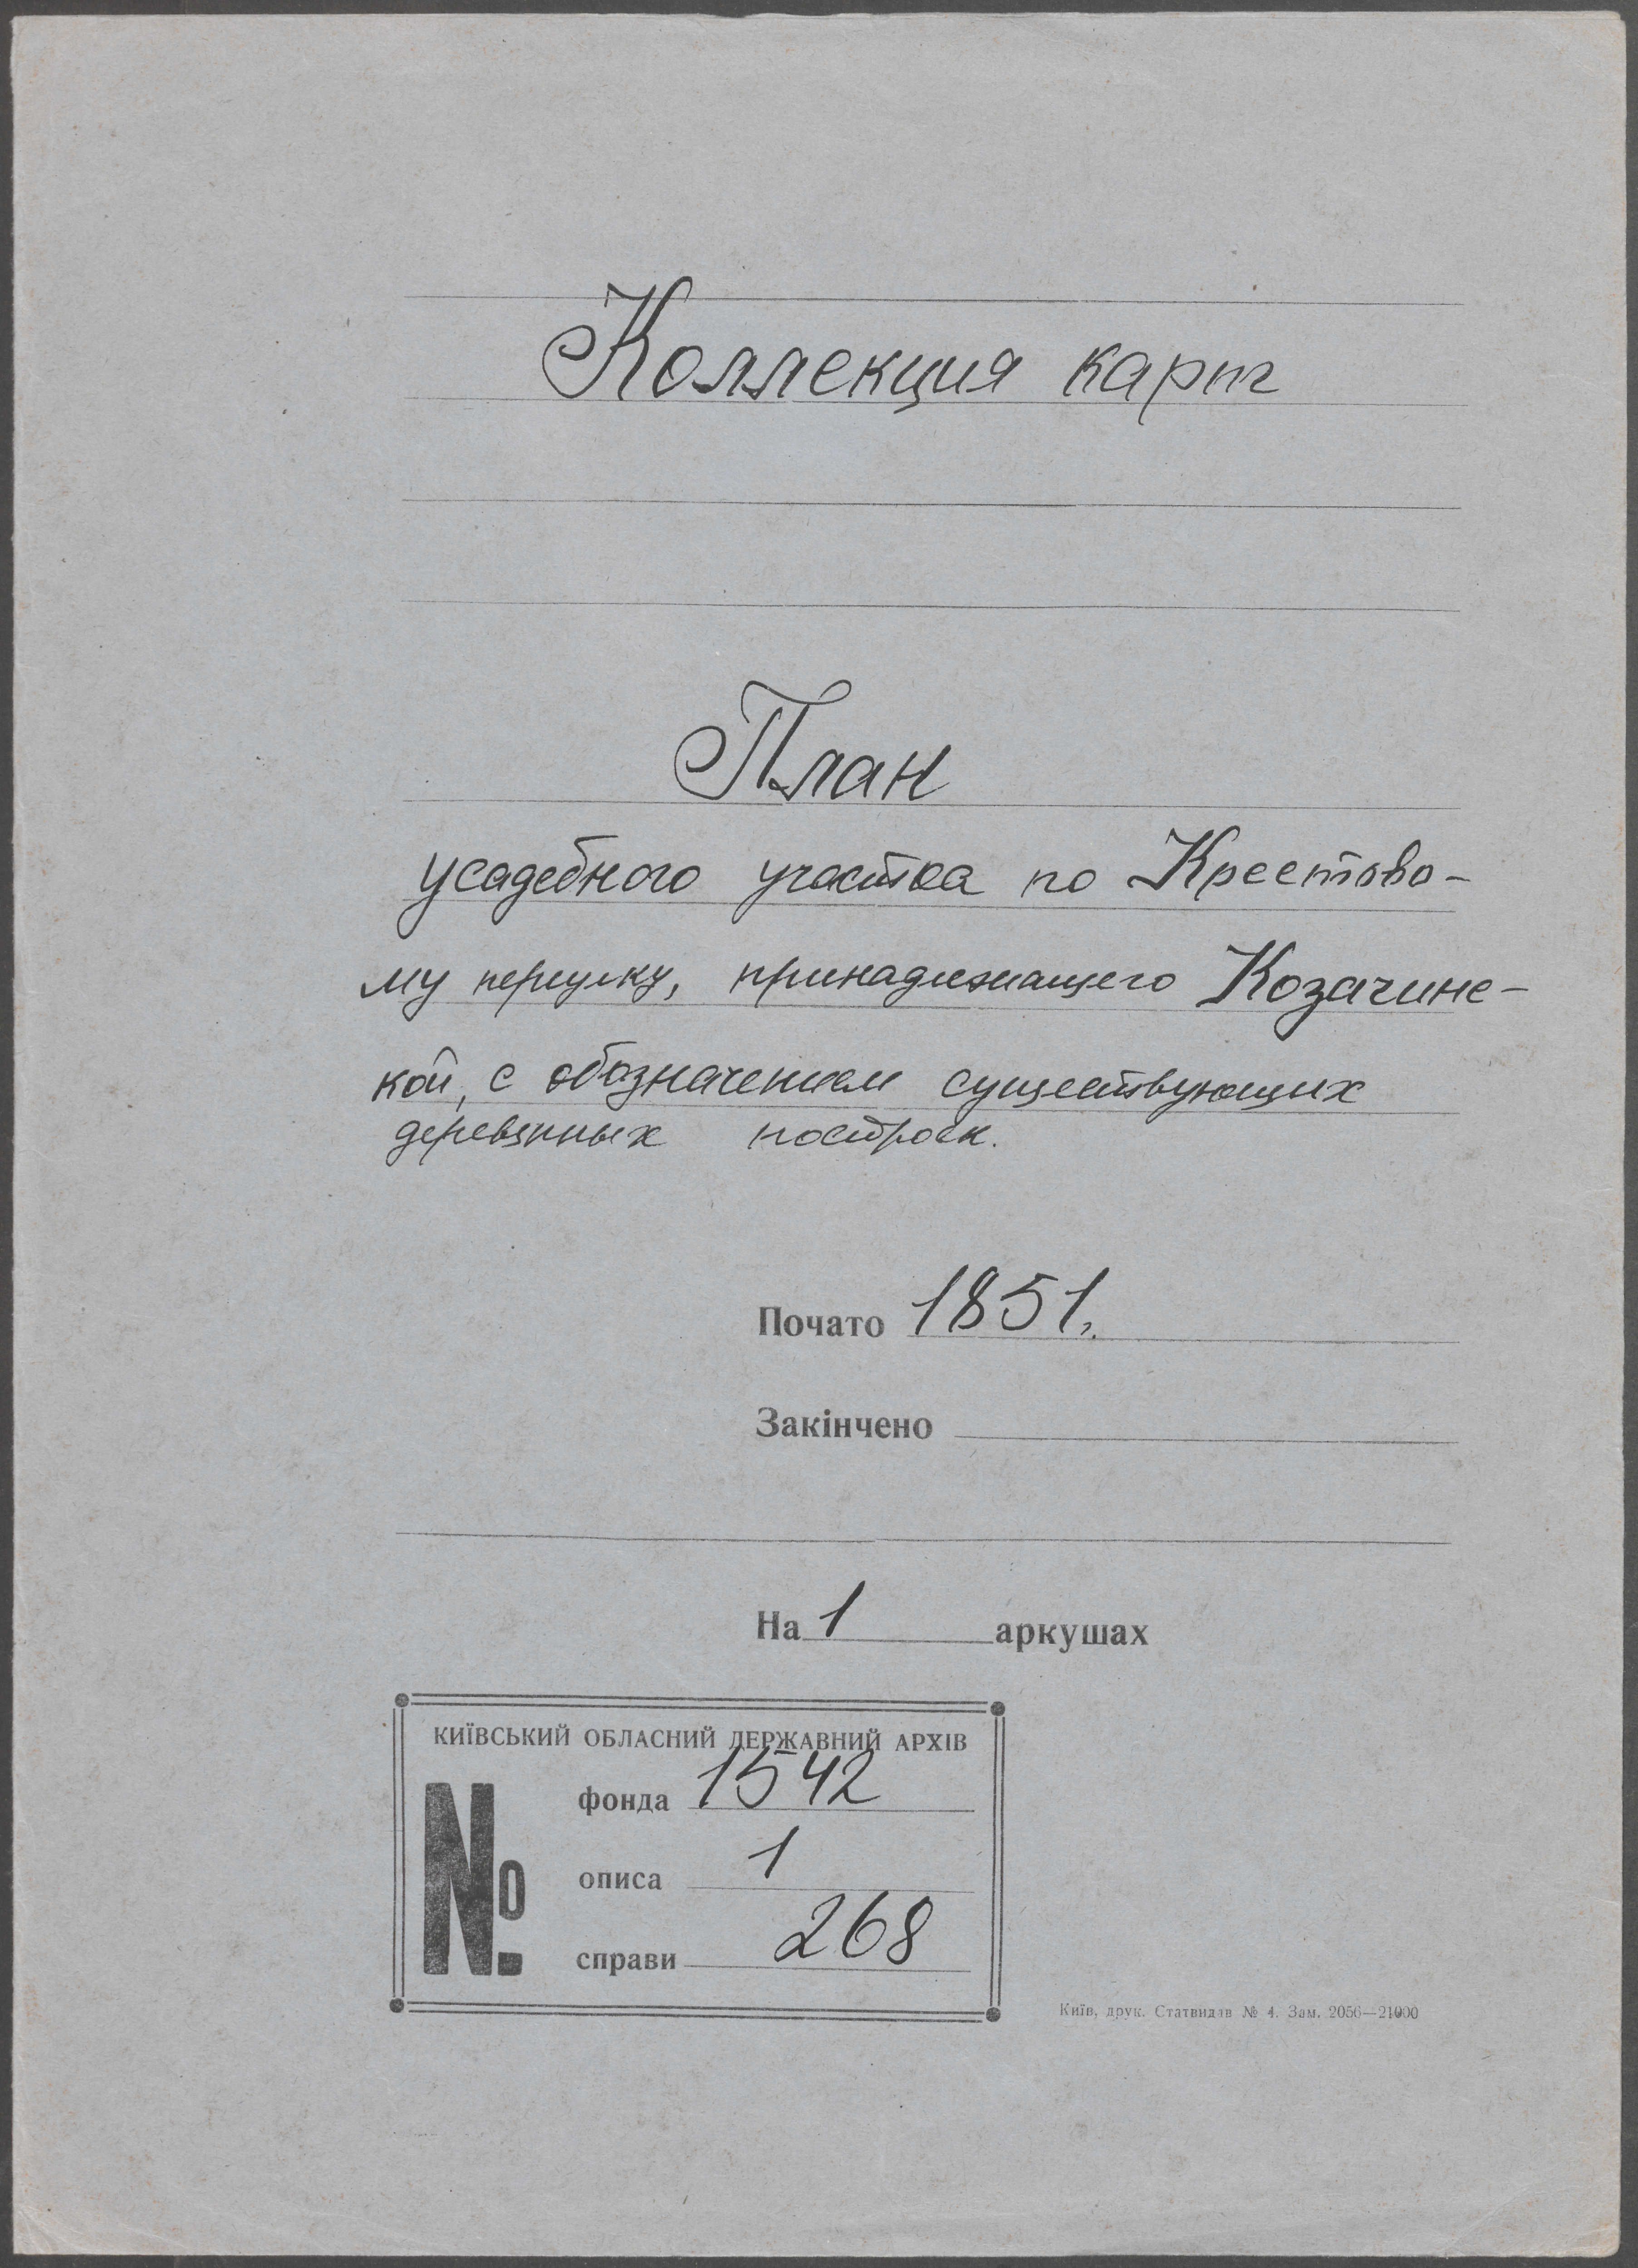 Коллекция карт
План
усадебного участка по Крестово-
му переулку, принадлежащего Козачинс-
кой, с обозначением существующих
деревянных построек.
Почато 1851.
Закінчено
На 1 аркушах
КИЇВСЬКИЙ ОБЛАСНИЙ ДЕРЖАВНИЙ АРХІВ
№
фонда 1542
описа 1
справи 268
Київ, друк. Статвидав № 4. Зам. 2056—21000